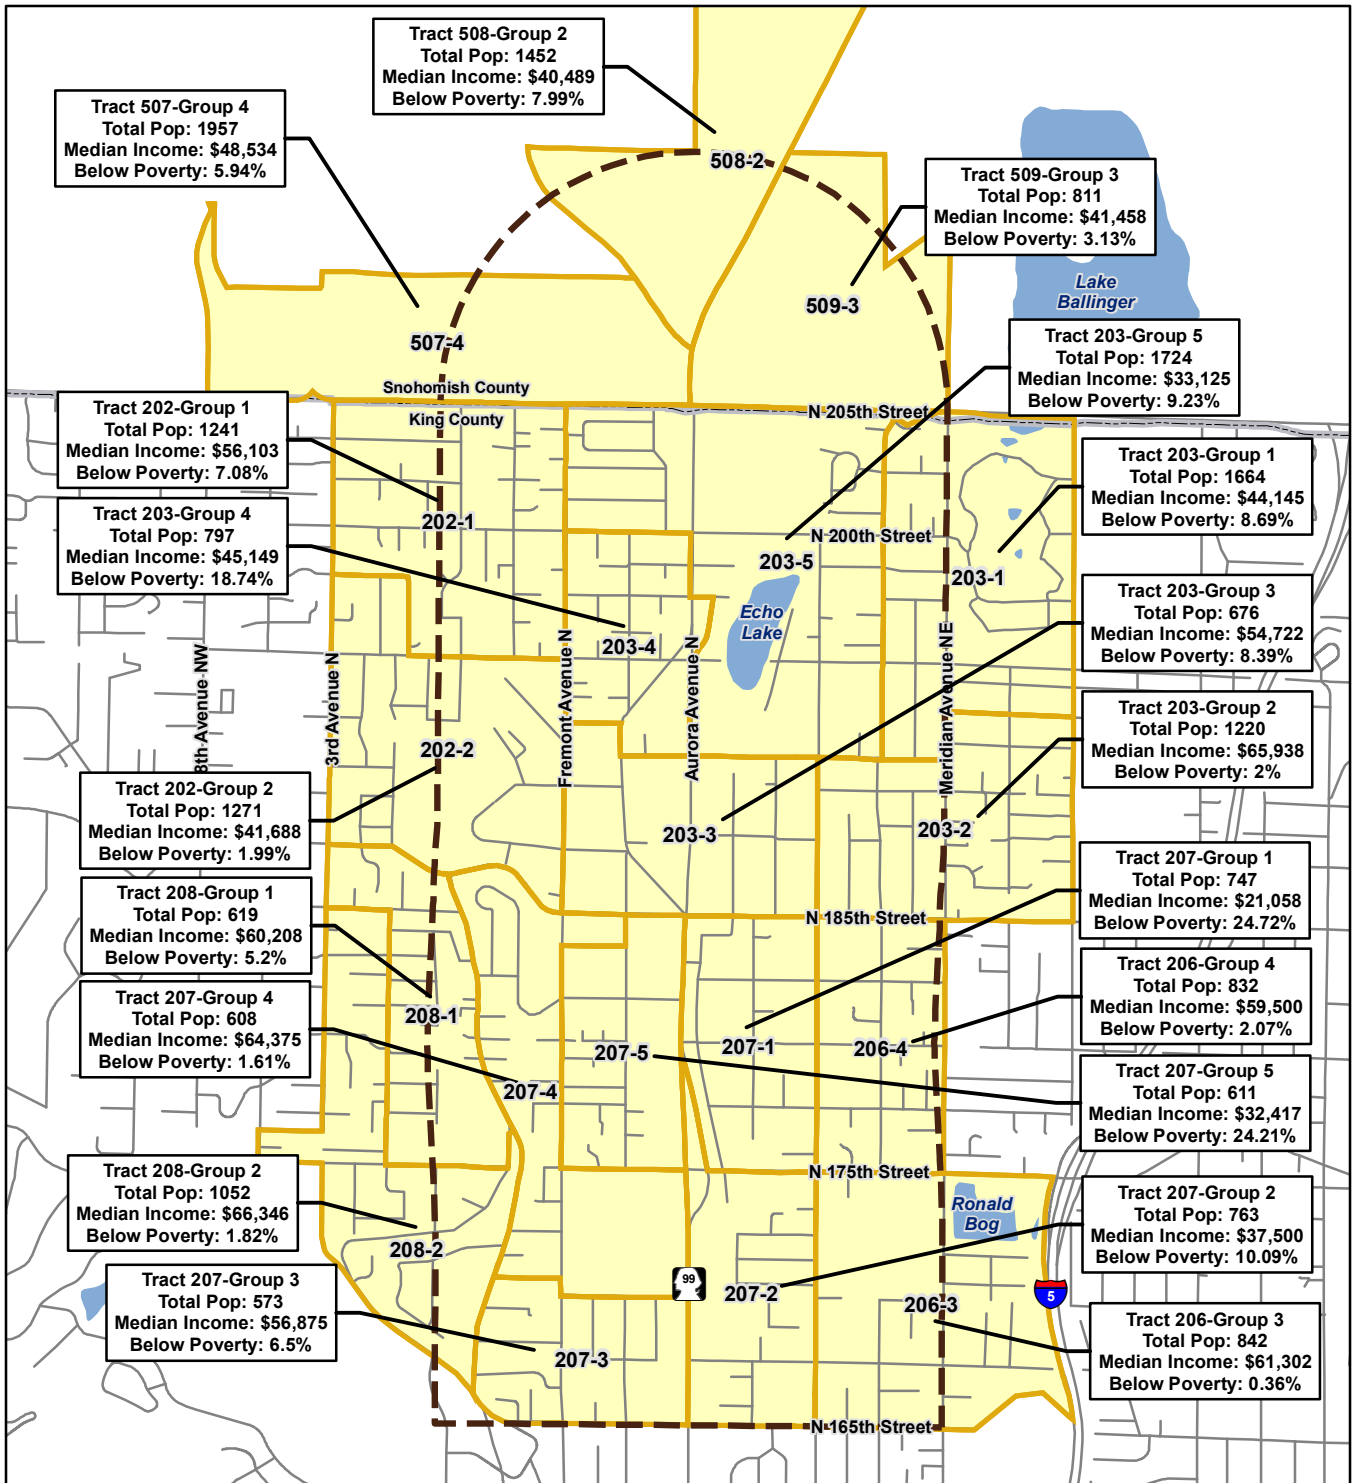 Tract 508-Group 2
Total Pop: 1452
Median Income: $40,489
Below Poverty: 7.99%
Tract 507-Group 4
Total Pop: 1957
Median Income: $48,534
Below Poverty: 5.94%
508-2
Tract 509-Group 3
Total Pop: 811
Median Income: $41,458
Below Poverty: 3.13%
Lake
Ballinger
509-3
507-4
Tract 203-Group 5
Total Pop: 1724
Median Income: $33,125
Below Poverty: 9.23%
Snohomish County
King County
N 205th Street
Tract 202-Group 1
Total Pop: 1241
Median Income: $56,103
Below Poverty: 7.08%
Tract 203-Group 1
Total Pop: 1664
Median Income: $44,145
Below Poverty: 8.69%
Tract 203-Group 4
Total Pop: 797
Median Income: $45,149
Below Poverty: 18.74%
202-1
N 200th Street
203-5
203-1
Tract 203-Group 3
Total Pop: 676
Median Income: $54,722
Below Poverty: 8.39%
Echo
Lake
203-4
8th Avenue NW
3rd Avenue N
Fremont Avenue N
Aurora Avenue N
Meridian Avenue NE
Tract 203-Group 2
Total Pop: 1220
Median Income: $65,938
Below Poverty: 2%
202-2
Tract 202-Group 2
Total Pop: 1271
Median Income: $41,688
Below Poverty: 1.99%
203-3
203-2
Tract 207-Group 1
Total Pop: 747
Median Income: $21,058
Below Poverty: 24.72%
Tract 208-Group 1
Total Pop: 619
Median Income: $60,208
Below Poverty: 5.2%
N 185th Street
Tract 206-Group 4
Total Pop: 832
Median Income: $59,500
Below Poverty: 2.07%
Tract 207-Group 4
Total Pop: 608
Median Income: $64,375
Below Poverty: 1.61%
208-1
207-5
207-1
206-4
207-4
Tract 207-Group 5
Total Pop: 611
Median Income: $32,417
Below Poverty: 24.21%
N 175th Street
Tract 208-Group 2
Total Pop: 1052
Median Income: $66,346
Below Poverty: 1.82%
Ronald
Bog
Tract 207-Group 2
Total Pop: 763
Median Income: $37,500
Below Poverty: 10.09%
208-2
Tract 207-Group 3
Total Pop: 573
Median Income: $56,875
Below Poverty: 6.5%
99
207-2
206-3
5
Tract 206-Group 3
Total Pop: 842
Median Income: $61,302
Below Poverty: 0.36%
207-3
N 165th Street